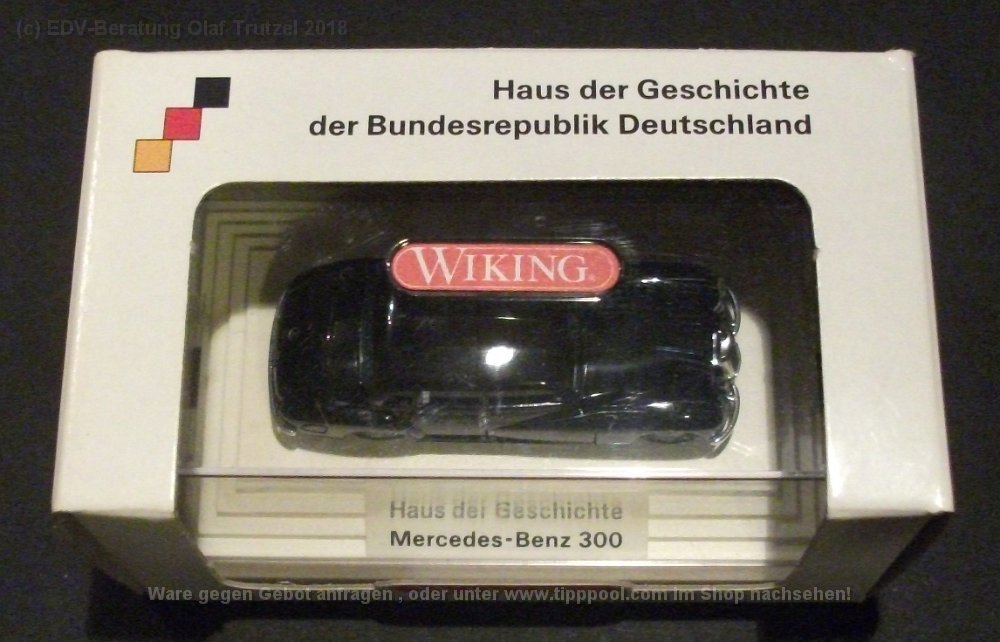 (c) EDV-Beratung Olaf Trutzel 2018
Haus der Geschichte
der Bundesrepublik Deutschland
WIKING®
Haus der Geschichte
Mercedes-Benz 300
Ware gegen Gebot anfragen , oder unter www.tipppool.com im Shop nachsehen!